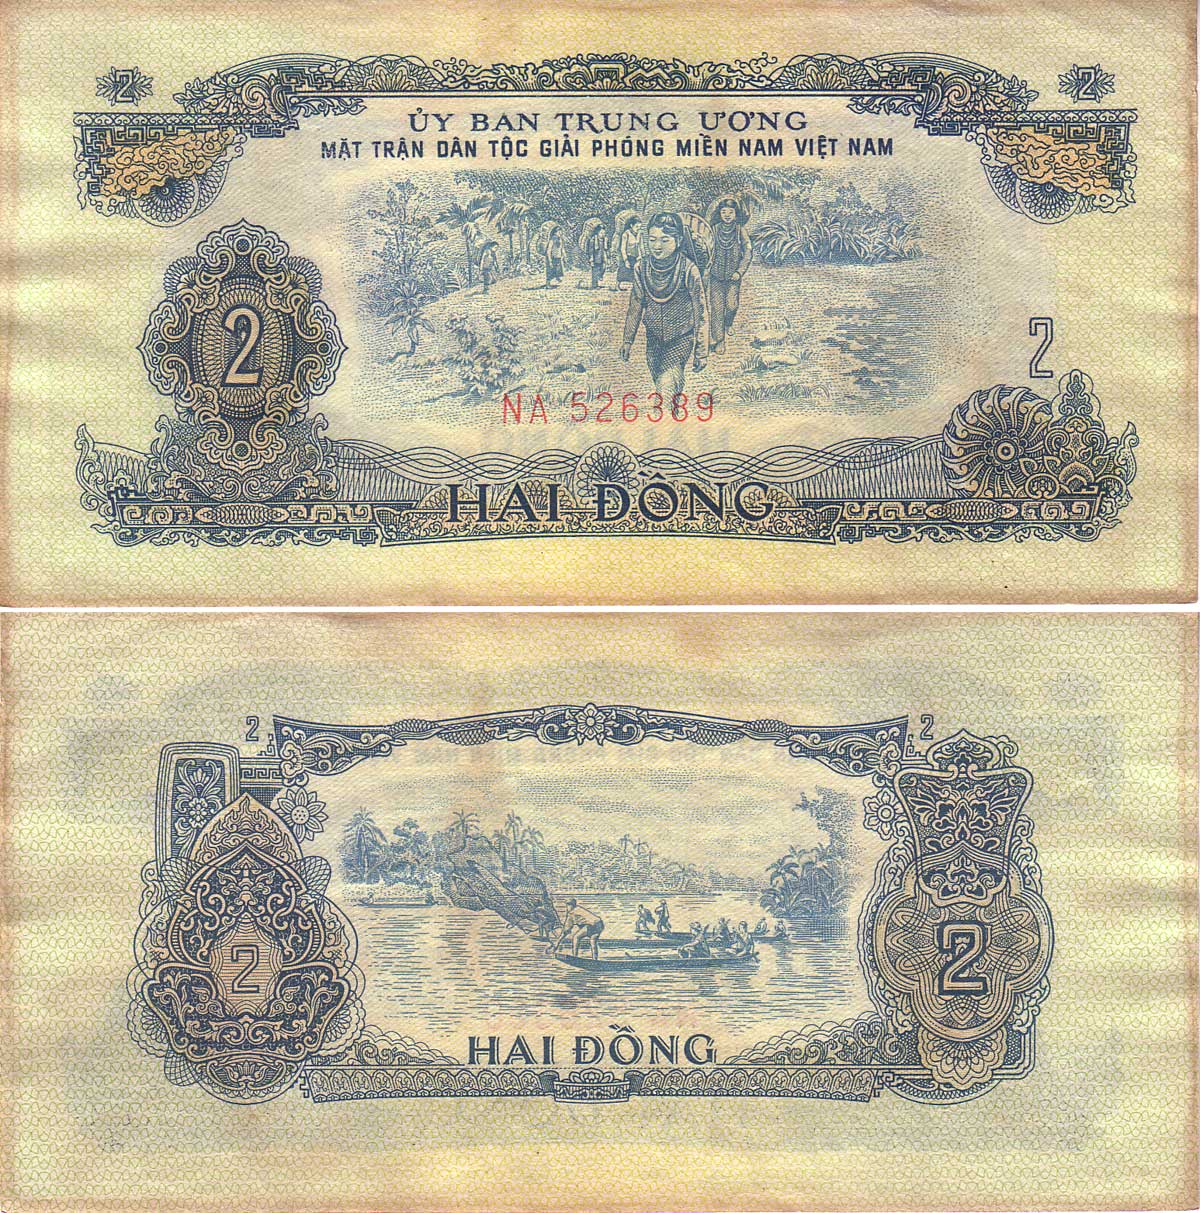 2 2
ỦY BAN TRUNG ƯƠNG
MẶT TRẬN DÂN TỘC GIẢI PHÓNG MIỀN NAM VIỆT NAM
2 2
NA 526389
HAI ĐỒNG
2 2
2 2
HAI ĐỒNG